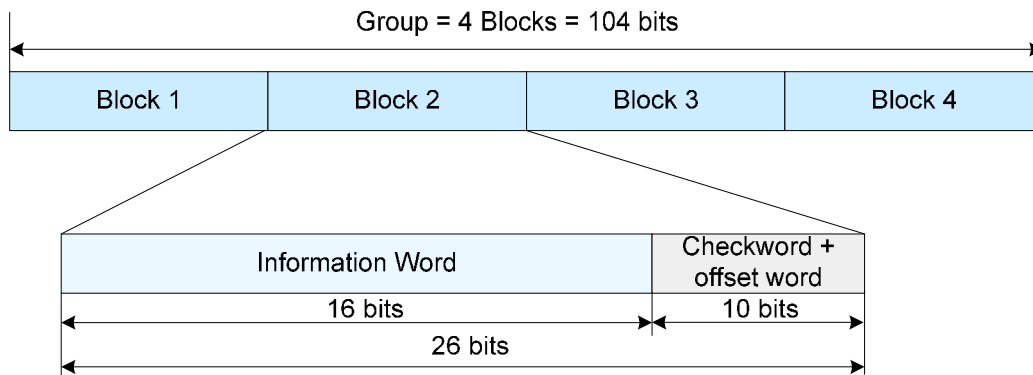 Group = 4 Blocks = 104 bits
Block 1
Block 2
Block 3
Block 4
Information Word
Checkword +
offset word
16 bits
10 bits
26 bits